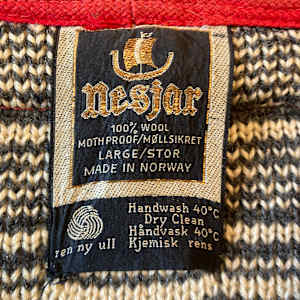 Nesjar
100% WOOL
MOTHPROOF/MØLLSIKRET
LARGE/STOR
MADE IN NORWAY
Handwash 40°C
Dry Clean
Håndvask 40°C
Kjemisk rens
ren ny ull